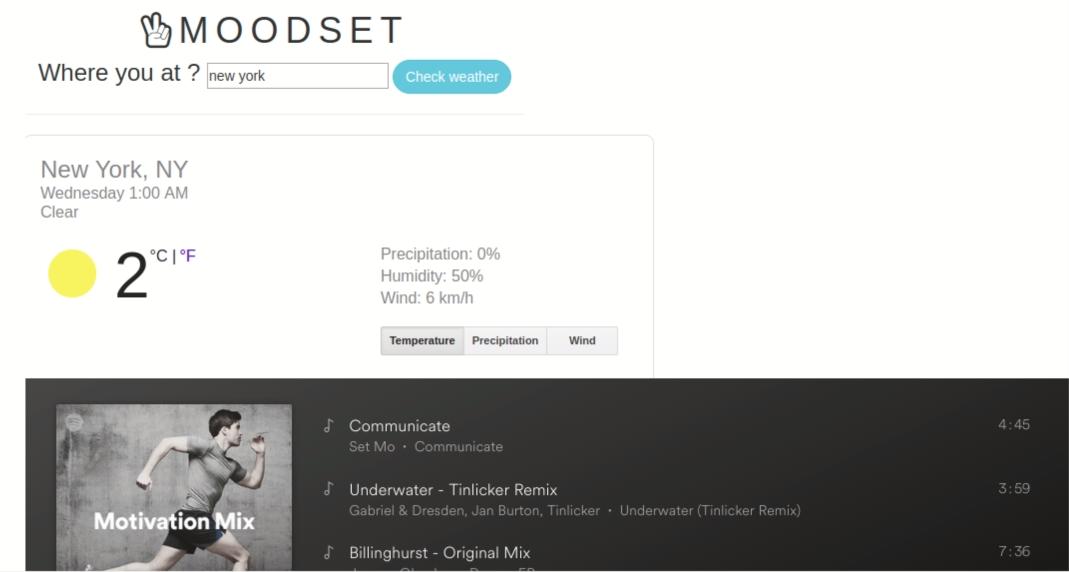 MOODSET
Where you at ? new york Check weather
New York, NY
Wednesday 1:00 AM
Clear
2 °C | °F
Precipitation: 0%
Humidity: 50%
Wind: 6 km/h
Temperature Precipitation Wind
Motivation Mix
Communicate 4:45
Set Mo • Communicate
Underwater - Tinlicker Remix 3:59
Gabriel & Dresden, Jan Burton, Tinlicker • Underwater (Tinlicker Remix)
Billinghurst - Original Mix 7:36